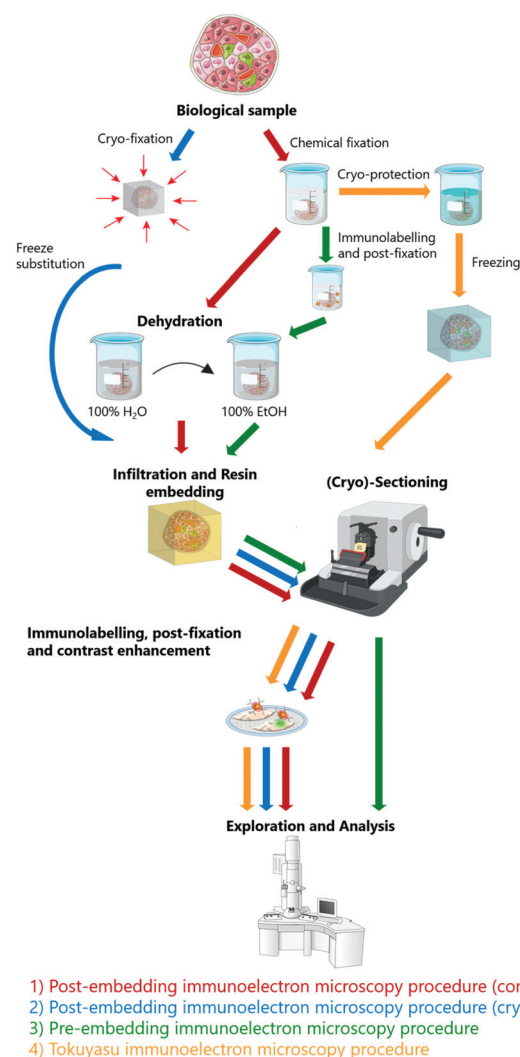 Biological sample
Cryo-fixation
Chemical fixation
Cryo-protection
Immunolabelling
and post-fixation
Freezing
Freeze
substitution
Dehydration
100% H₂O
100% EtOH
Infiltration and Resin
embedding
(Cryo)-Sectioning
Immunolabelling, post-fixation
and contrast enhancement
Exploration and Analysis
1) Post-embedding immunoelectron microscopy procedure (con
2) Post-embedding immunoelectron microscopy procedure (cry
3) Pre-embedding immunoelectron microscopy procedure
4) Tokuyasu immunoelectron microscopy procedure